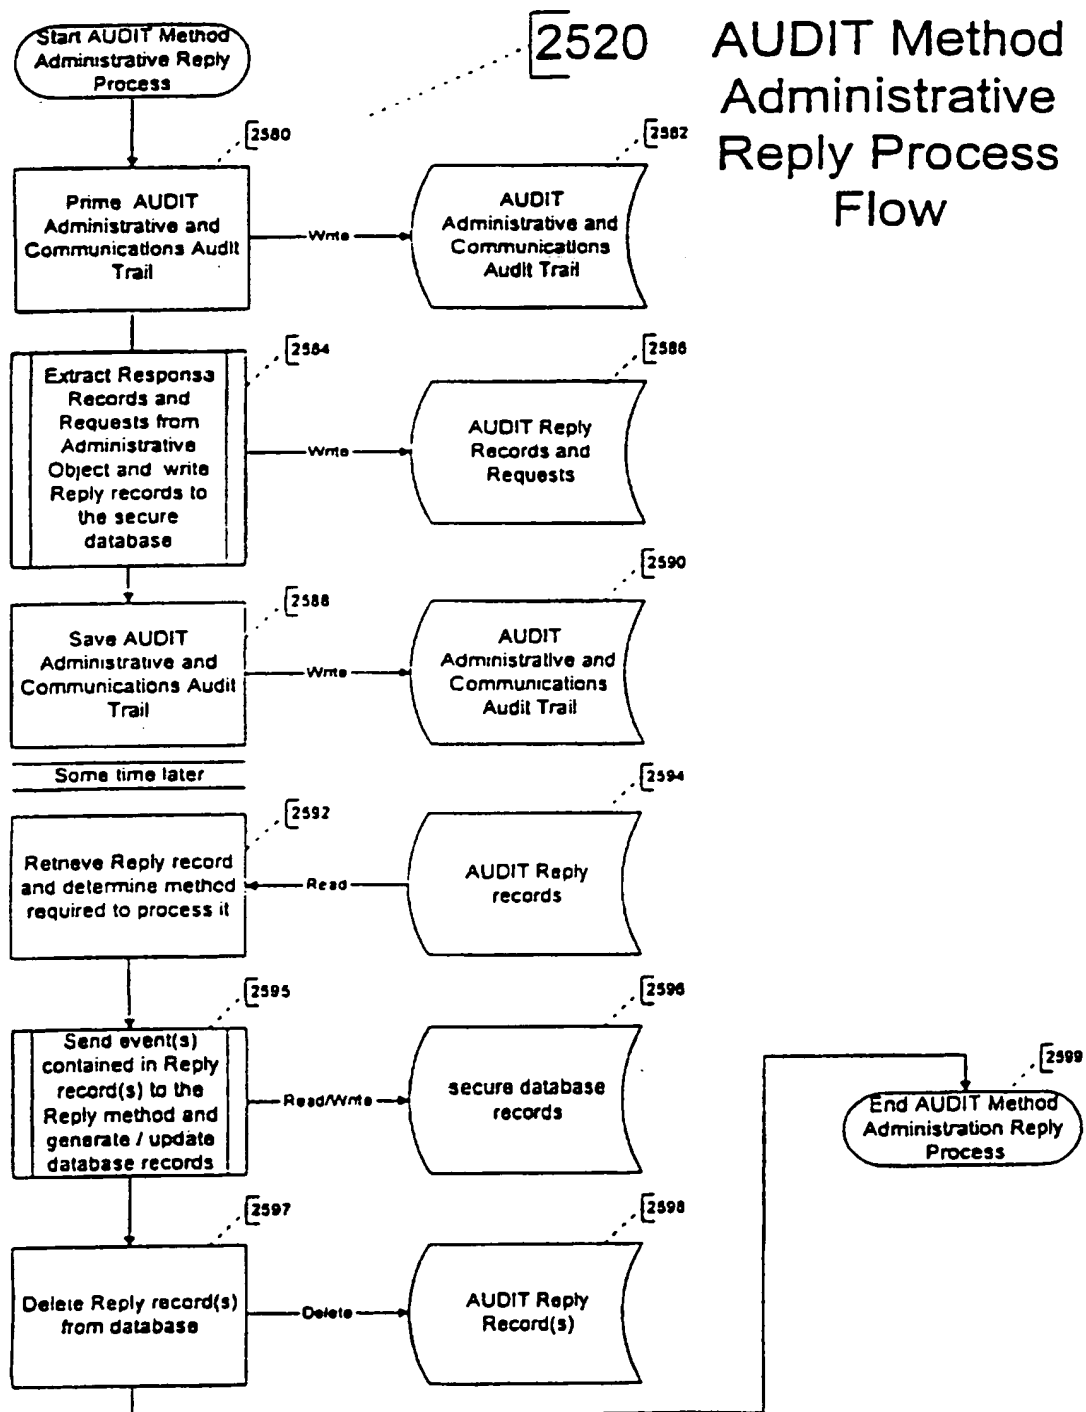 Start AUDIT Method
Administrative Reply
Process
2520
AUDIT Method
Administrative
Reply Process
Flow
2580
Prime AUDIT
Administrative and
Communications Audit
Trail
Write
2582
AUDIT
Administrative and
Communications
Audit Trail
2584
Extract Response
Records and
Requests from
Administrative
Object and write
Reply records to
the secure
database
Write
2586
AUDIT Reply
Records and
Requests
2588
Save AUDIT
Administrative and
Communications Audit
Trail
Write
2590
AUDIT
Administrative and
Communications
Audit Trail
Some time later
2592
Retrieve Reply record
and determine method
required to process it
Read
2594
AUDIT Reply
records
2595
Send event(s)
contained in Reply
record(s) to the
Reply method and
generate / update
database records
Read/Write
2596
secure database
records
2599
End AUDIT Method
Administration Reply
Process
2597
Delete Reply record(s)
from database
Delete
2598
AUDIT Reply
Record(s)